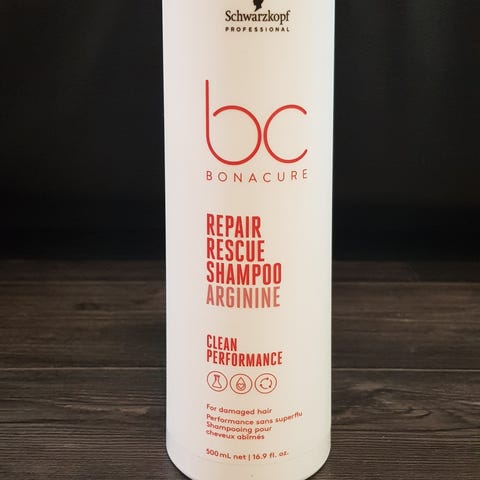 Schwarzkopf
PROFESSIONAL
bc
BONACURE
REPAIR
RESCUE
SHAMPOO
ARGININE
CLEAN
PERFORMANCE
For damaged hair
Performance sans superflu
Shampooing pour
cheveux abîmés
500 mL net | 16.9 fl. oz.